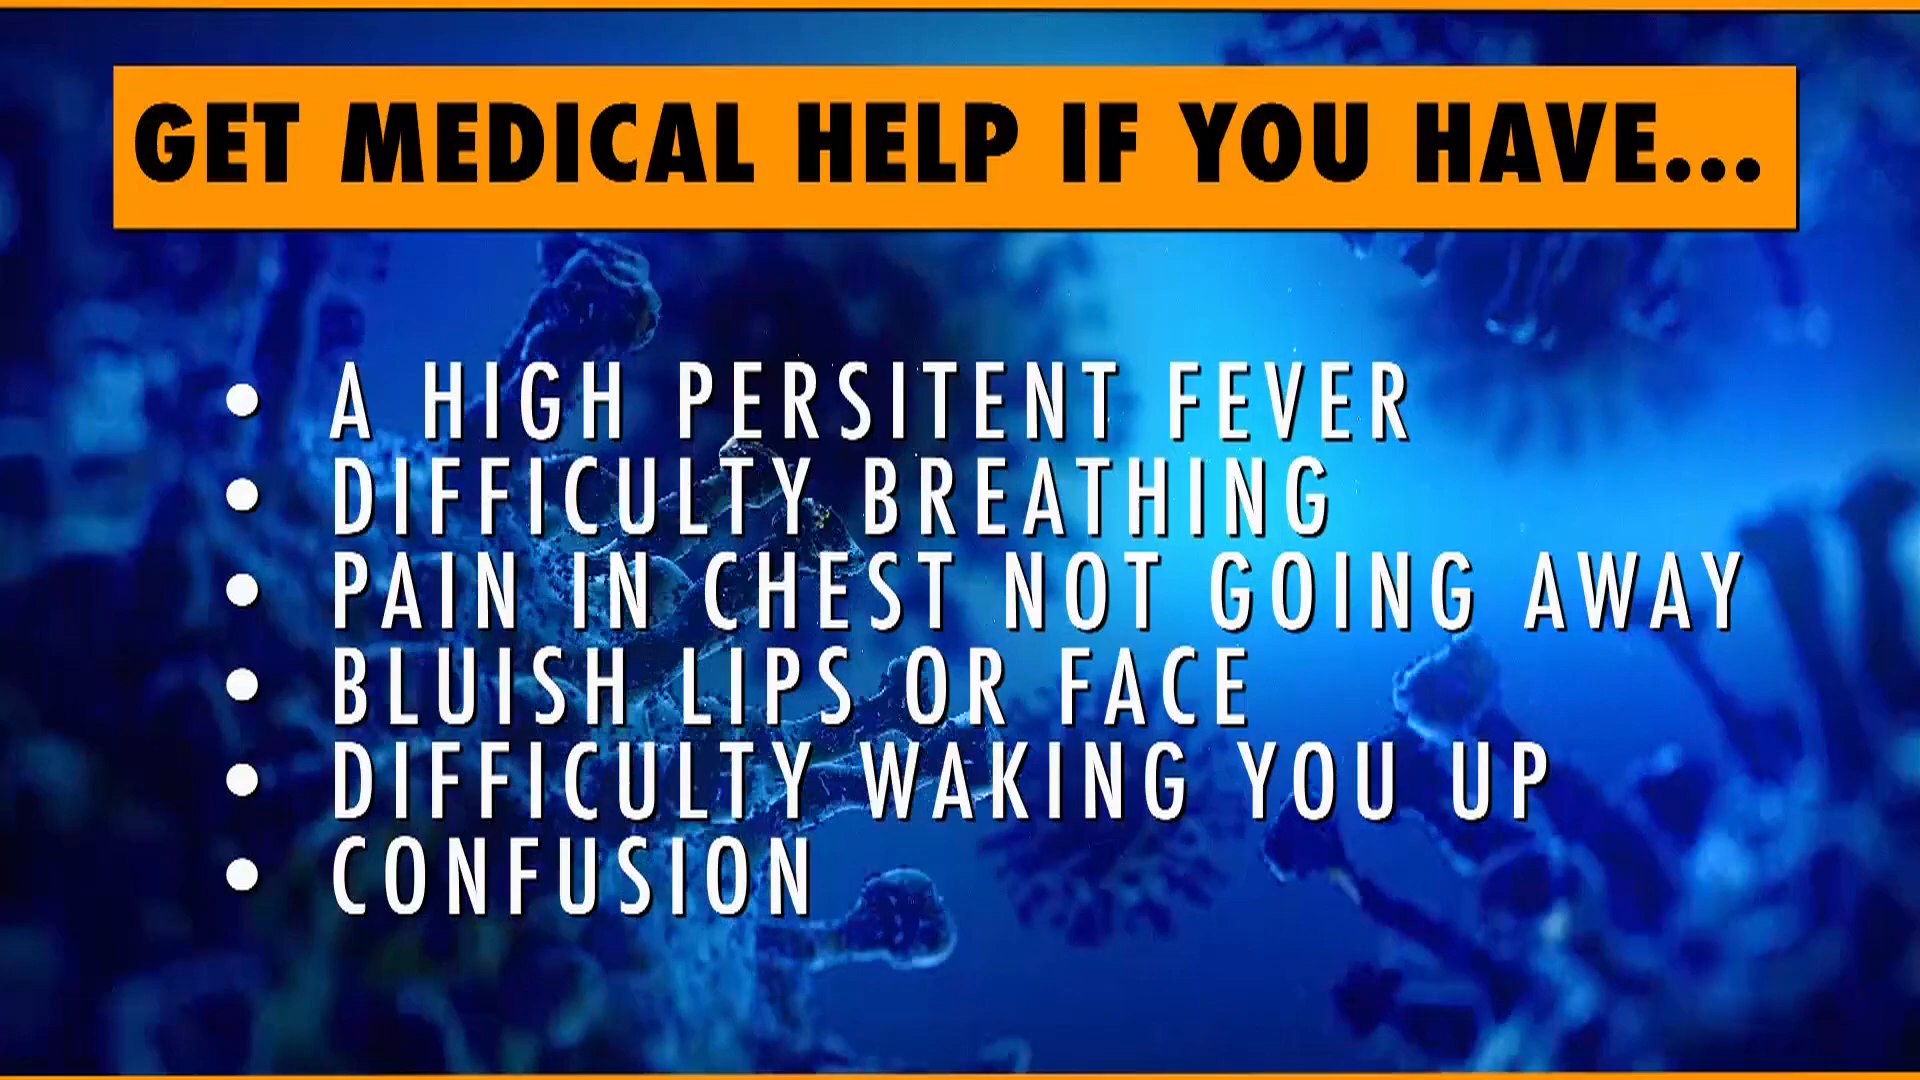 GET MEDICAL HELP IF YOU HAVE...
• A HIGH PERSITENT FEVER
• DIFFICULTY BREATHING
• PAIN IN CHEST NOT GOING AWAY
• BLUISH LIPS OR FACE
• DIFFICULTY WAKING YOU UP
• CONFUSION